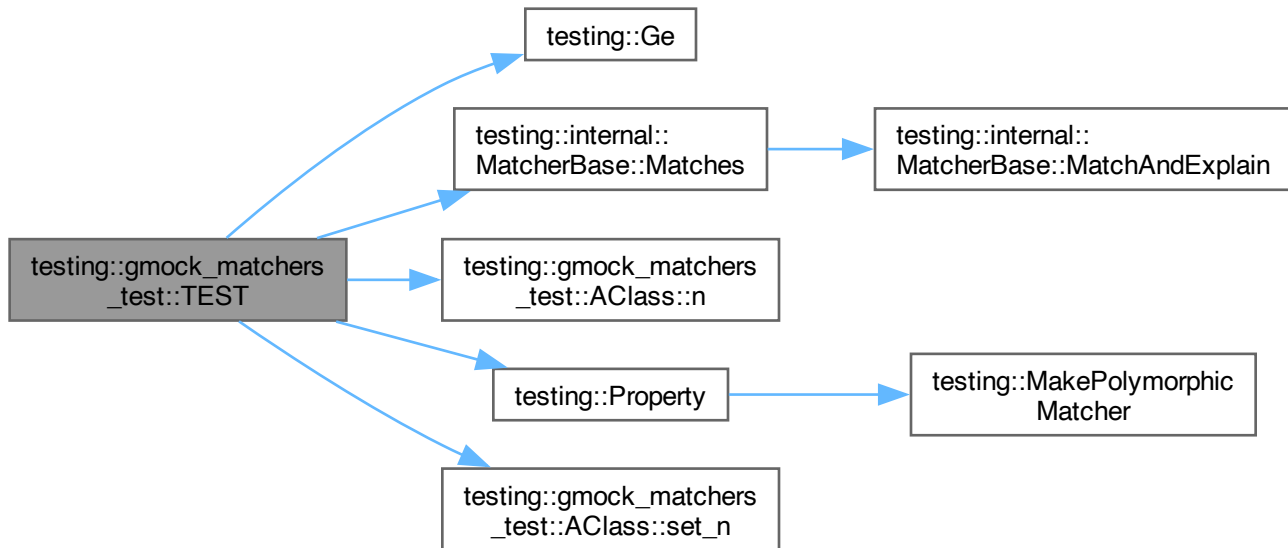 testing::Ge
testing::internal::
MatcherBase::Matches
testing::internal::
MatcherBase::MatchAndExplain
testing::gmock_matchers
_test::TEST
testing::gmock_matchers
_test::AClass::n
testing::Property
testing::MakePolymorphic
Matcher
testing::gmock_matchers
_test::AClass::set_n